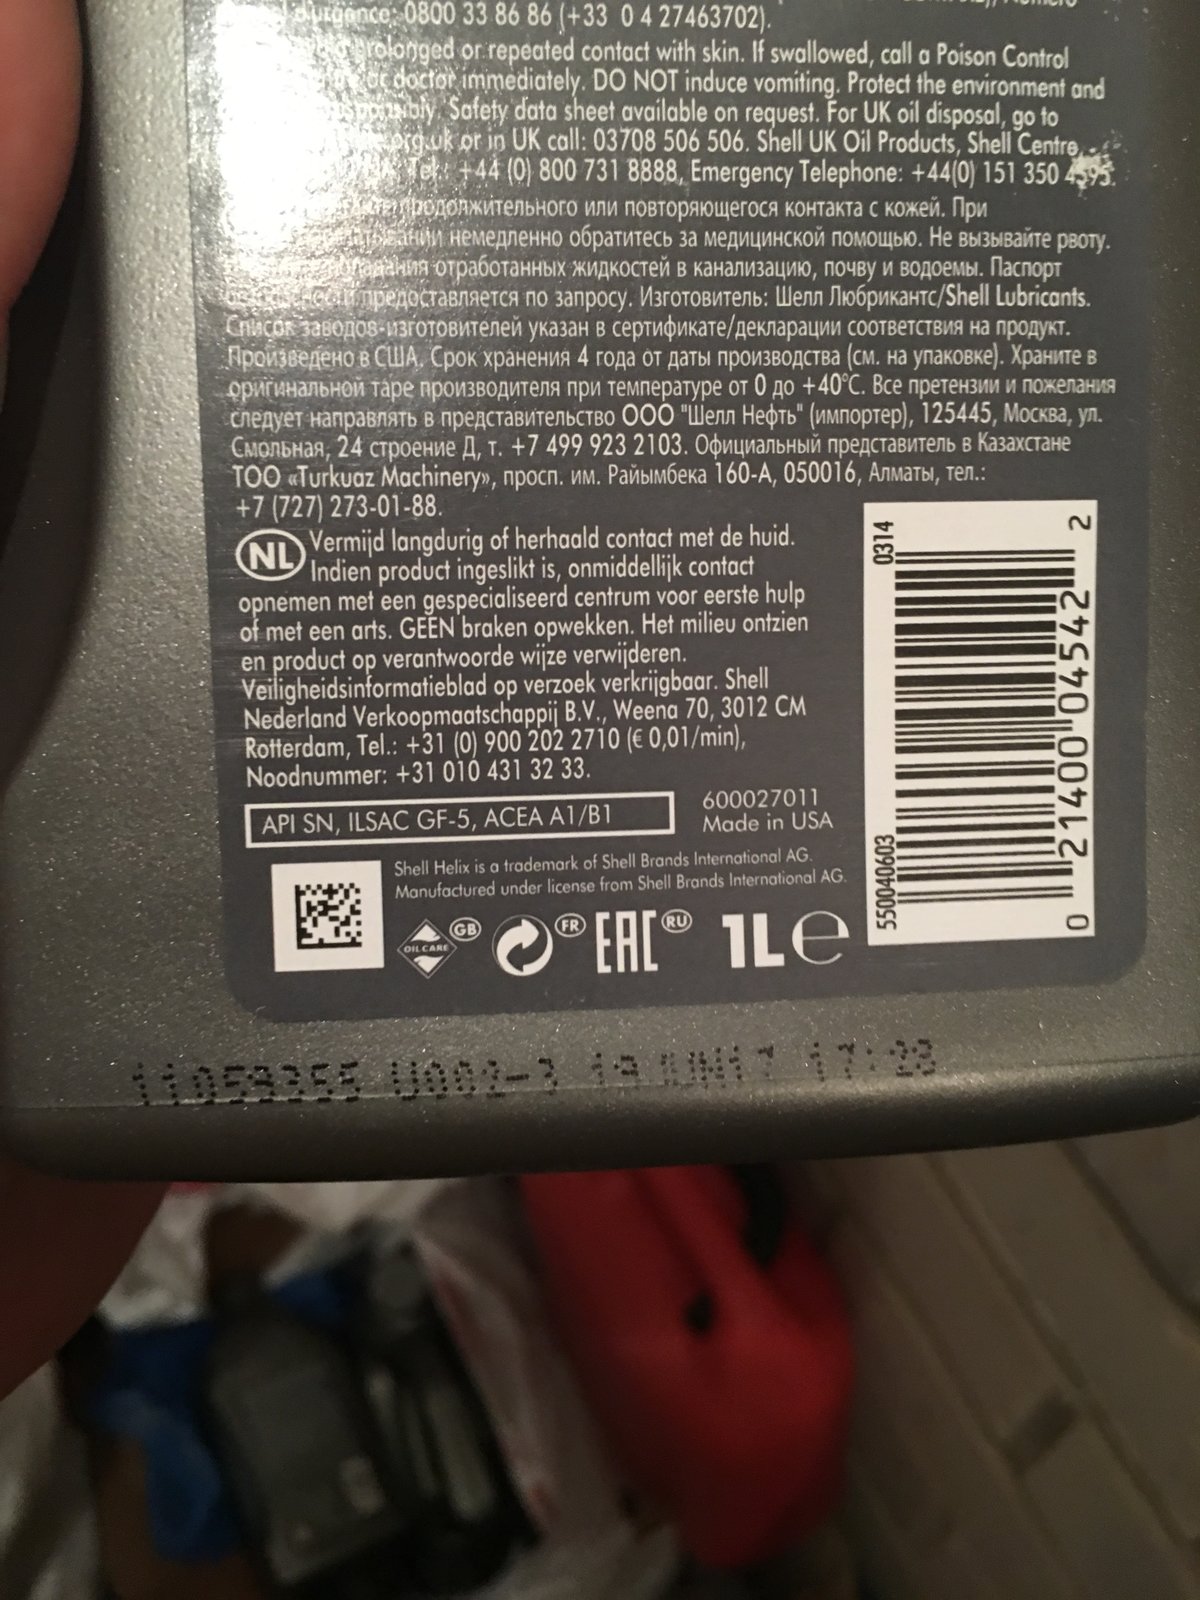 d'urgence: 0800 33 86 86 (+33 0 4 27463702).
prolonged or repeated contact with skin. If swallowed, call a Poison Control
or doctor immediately. DO NOT induce vomiting. Protect the environment and
Safety data sheet available on request. For UK oil disposal, go to
or in UK call: 03708 506 506. Shell UK Oil Products, Shell Centre,
Tel.: +44 (0) 800 731 8888, Emergency Telephone: +44(0) 151 350 4595.
продолжительного или повторяющегося контакта с кожей. При
немедленно обратитесь за медицинской помощью. Не вызывайте рвоту.
отработанных жидкостей в канализацию, почву и водоемы. Паспорт
предоставляется по запросу. Изготовитель: Шелл Любрикантс/Shell Lubricants.
Список заводов-изготовителей указан в сертификате/декларации соответствия на продукт.
Произведено в США. Срок хранения 4 года от даты производства (см. на упаковке). Храните в
оригинальной таре производителя при температуре от 0 до +40°C. Все претензии и пожелания
следует направлять в представительство ООО "Шелл Нефть" (импортер), 125445, Москва, ул.
Смольная, 24 строение Д, т. +7 499 923 2103. Официальный представитель в Казахстане
ТОО «Turkuaz Machinery», просп. им. Райымбека 160-А, 050016, Алматы, тел.:
+7 (727) 273-01-88.
NL Vermijd langdurig of herhaald contact met de huid.
Indien product ingeslikt is, onmiddellijk contact
opnemen met een gespecialiseerd centrum voor eerste hulp
of met een arts. GEEN braken opwekken. Het milieu ontzien
en product op verantwoorde wijze verwijderen.
Veiligheidsinformatieblad op verzoek verkrijgbaar. Shell
Nederland Verkoopmaatschappij B.V., Weena 70, 3012 CM
Rotterdam, Tel.: +31 (0) 900 202 2710 (€ 0,01/min),
Noodnummer: +31 010 431 32 33.
API SN, ILSAC GF-5, ACEA A1/B1
600027011
Made in USA
Shell Helix is a trademark of Shell Brands International AG.
Manufactured under license from Shell Brands International AG.
OIL CARE GB FR EAC RU 1L e
0314
550040603
0 21400 04542 2
11058355 U002-3 19 JUN17 17:28